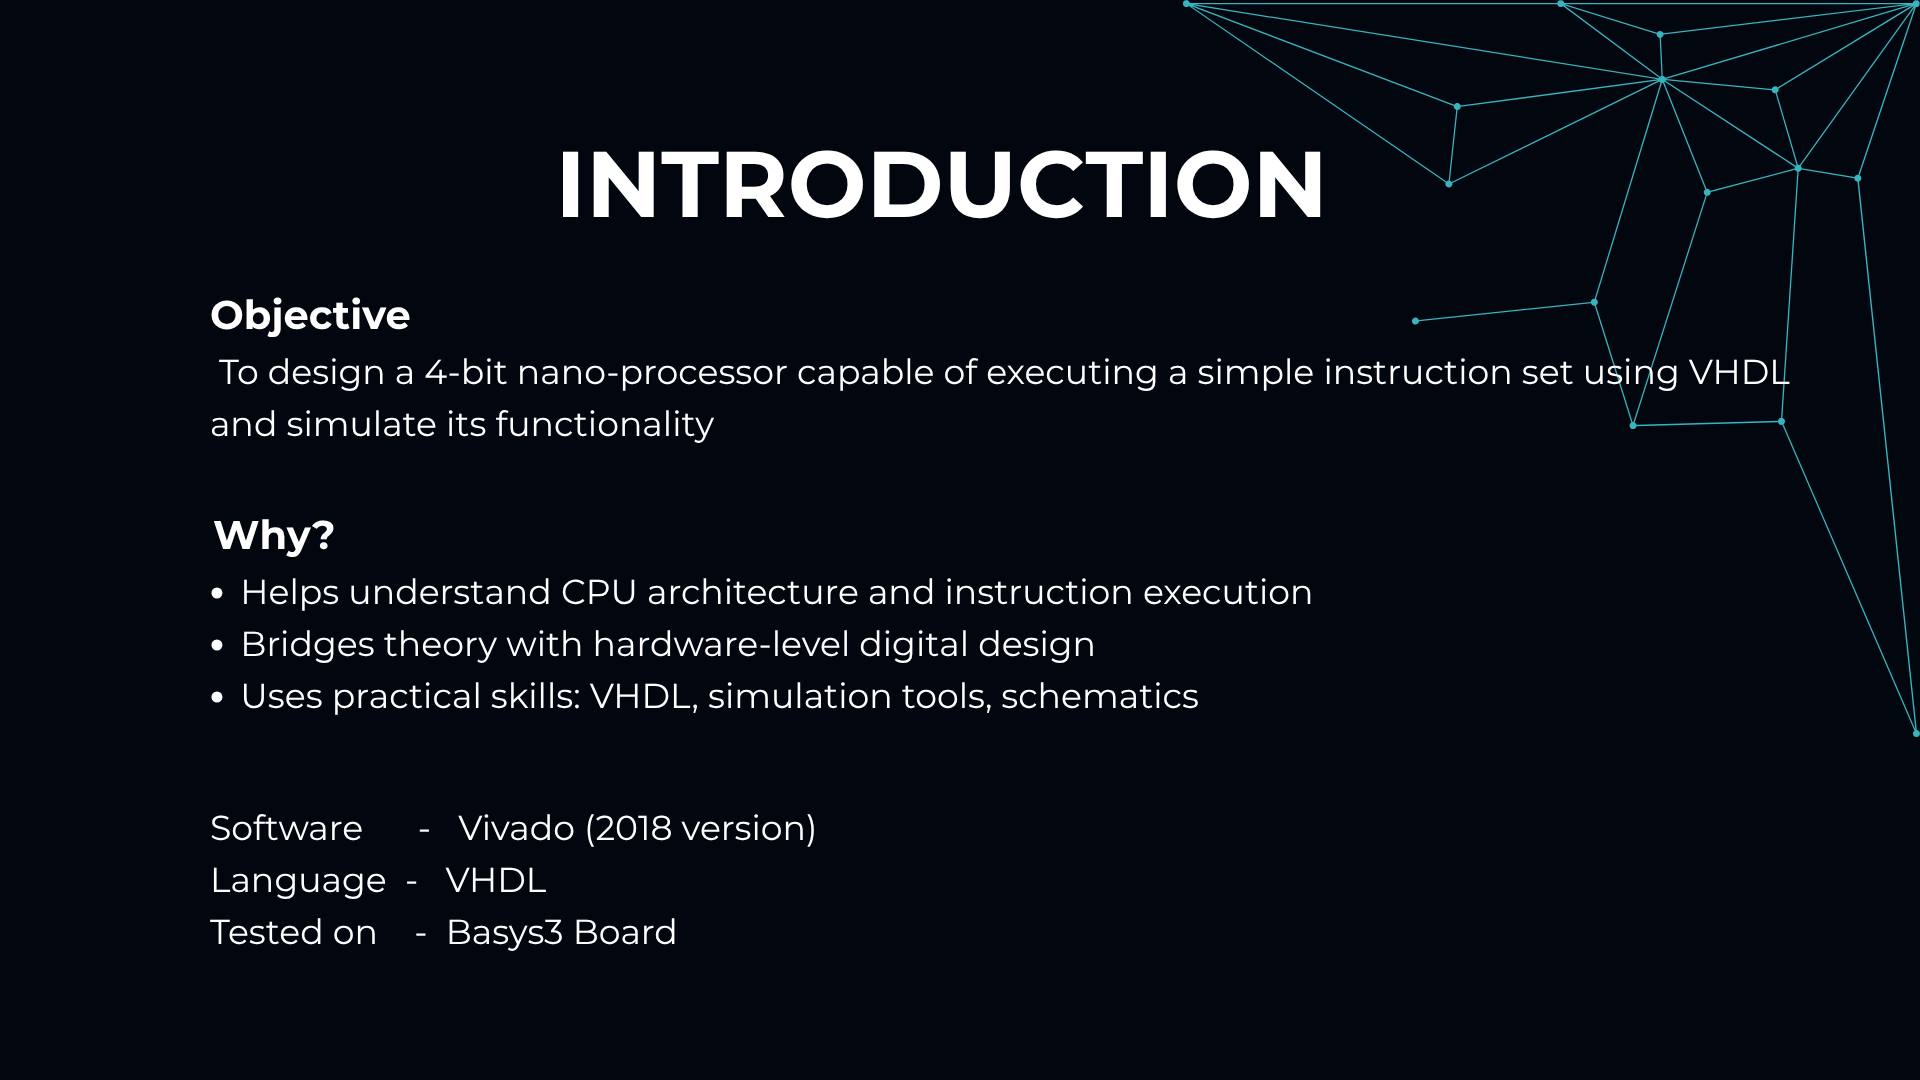 INTRODUCTION
Objective
To design a 4-bit nano-processor capable of executing a simple instruction set using VHDL
and simulate its functionality
Why?
• Helps understand CPU architecture and instruction execution
• Bridges theory with hardware-level digital design
• Uses practical skills: VHDL, simulation tools, schematics
Software - Vivado (2018 version)
Language - VHDL
Tested on - Basys3 Board